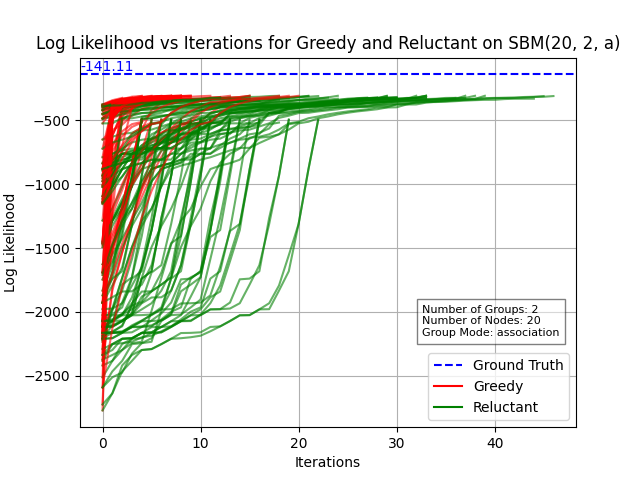 Log Likelihood vs Iterations for Greedy and Reluctant on SBM(20, 2, a)
-141.11
Log Likelihood
−500
−1000
−1500
−2000
−2500
Number of Groups: 2
Number of Nodes: 20
Group Mode: association
Ground Truth
Greedy
Reluctant
0 10 20 30 40
Iterations